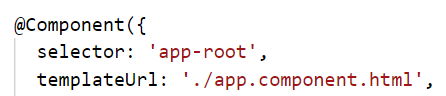 @Component({
  selector: 'app-root',
  templateUrl: './app.component.html',